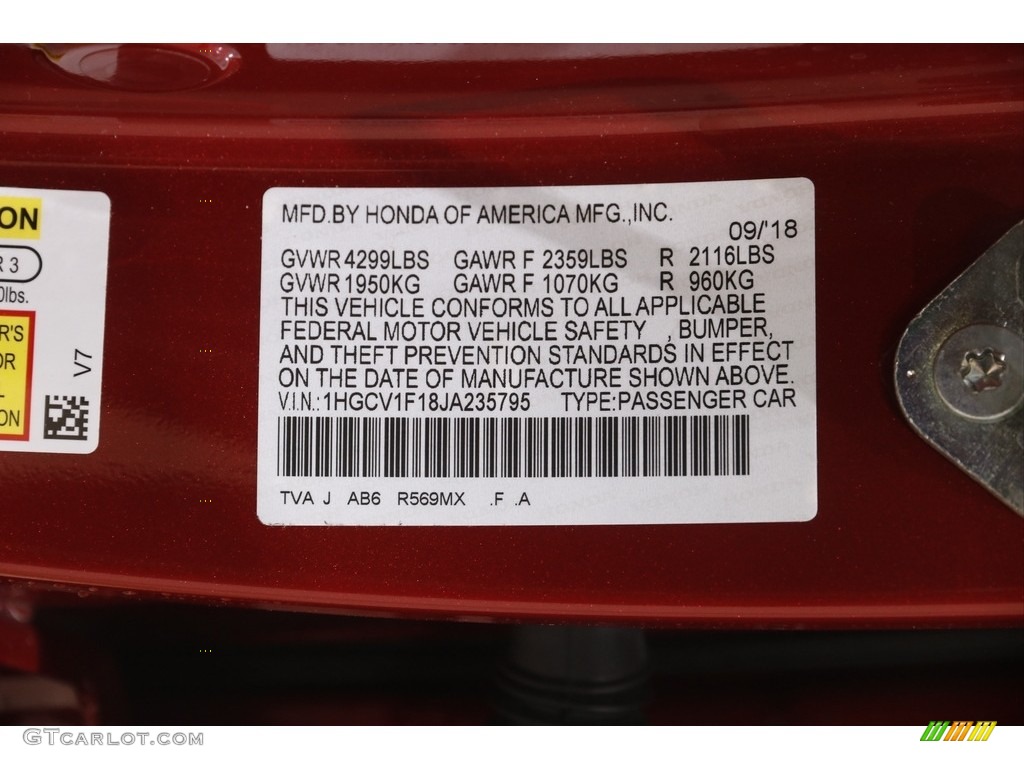 MFD.BY HONDA OF AMERICA MFG.,INC.
09/'18
GVWR 4299LBS GAWR F 2359LBS R 2116LBS
GVWR 1950KG GAWR F 1070KG R 960KG
THIS VEHICLE CONFORMS TO ALL APPLICABLE
FEDERAL MOTOR VEHICLE SAFETY , BUMPER,
AND THEFT PREVENTION STANDARDS IN EFFECT
ON THE DATE OF MANUFACTURE SHOWN ABOVE.
V.I.N.: 1HGCV1F18JA235795 TYPE:PASSENGER CAR
TVA J AB6 R569MX .F .A
ON
R 3
0lbs.
R'S
OR
L
ON
V7
GTcarlot.com